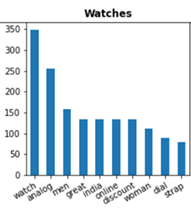 Watches
350
300
250
200
150
100
50
0
watch
analog
men
great
india
online
discount
woman
dial
strap